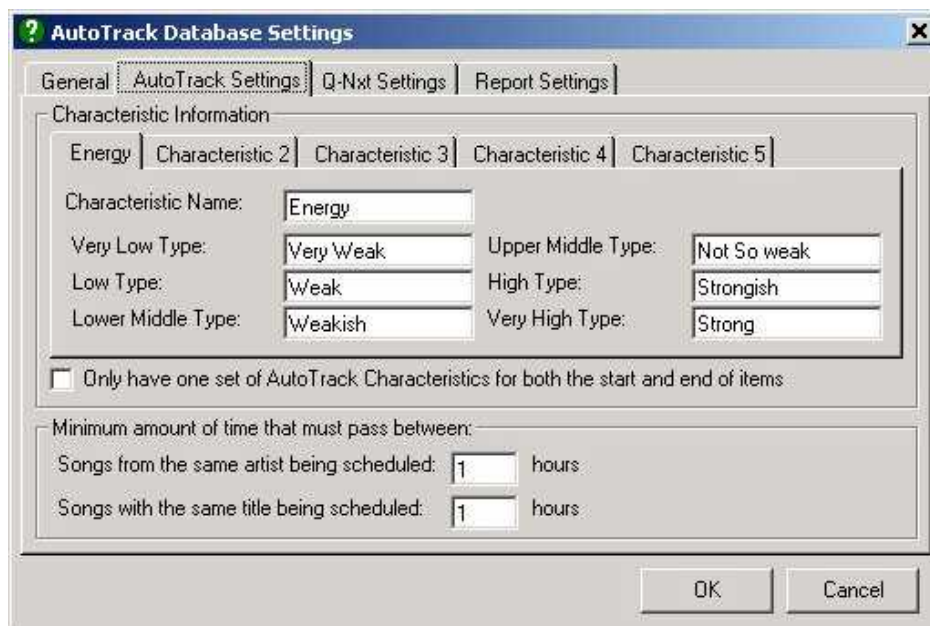 ? AutoTrack Database Settings
General AutoTrack Settings Q-Nxt Settings Report Settings
Characteristic Information
Energy Characteristic 2 Characteristic 3 Characteristic 4 Characteristic 5
Characteristic Name: Energy
Very Low Type: Very Weak Upper Middle Type: Not So weak
Low Type: Weak High Type: Strongish
Lower Middle Type: Weakish Very High Type: Strong
Only have one set of AutoTrack Characteristics for both the start and end of items
Minimum amount of time that must pass between:
Songs from the same artist being scheduled: 1 hours
Songs with the same title being scheduled: 1 hours
OK Cancel